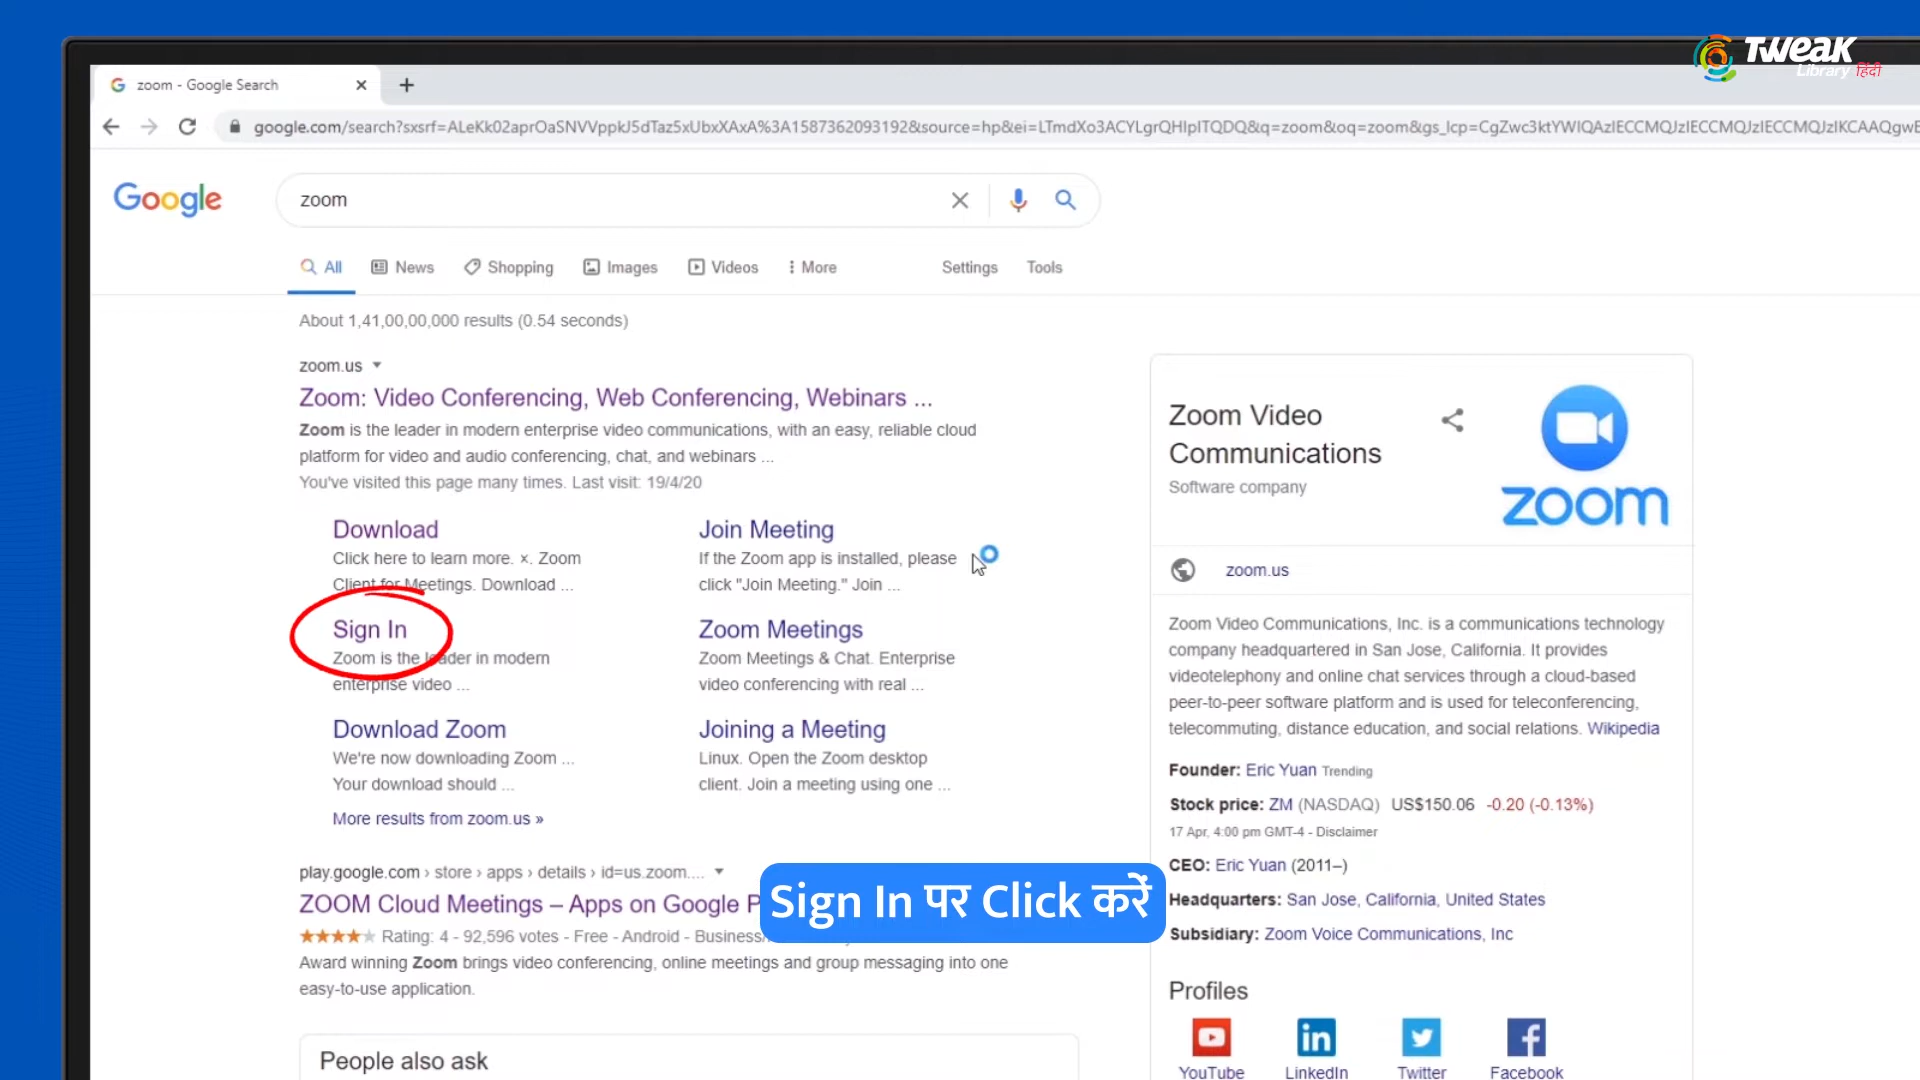 Tweak
Library हिंदी
zoom - Google Search
google.com/search?sxsrf=ALeKk02aprOaSNVVppkJ5dTaz5xUbxXAxA%3A1587362093192&source=hp&ei=LTmdXo3ACYLgrQHIpITQDQ&q=zoom&oq=zoom&gs_lcp=CgZwc3ktYWIQAzIECCMQJzIECCMQJzIECCMQJzIKCAAQgwE
Google
zoom
All News Shopping Images Videos More Settings Tools
About 1,41,00,00,000 results (0.54 seconds)
zoom.us
Zoom: Video Conferencing, Web Conferencing, Webinars ...
Zoom is the leader in modern enterprise video communications, with an easy, reliable cloud
platform for video and audio conferencing, chat, and webinars ...
You've visited this page many times. Last visit: 19/4/20
Download
Click here to learn more. ×. Zoom
Client for Meetings. Download ...
Join Meeting
If the Zoom app is installed, please
click "Join Meeting." Join ...
Sign In
Zoom is the leader in modern
enterprise video ...
Zoom Meetings
Zoom Meetings & Chat. Enterprise
video conferencing with real ...
Download Zoom
We're now downloading Zoom ...
Your download should ...
Joining a Meeting
Linux. Open the Zoom desktop
client. Join a meeting using one ...
More results from zoom.us »
play.google.com › store › apps › details › id=us.zoom....
ZOOM Cloud Meetings – Apps on Google P
Rating: 4 - 92,596 votes - Free - Android - Business/
Award winning Zoom brings video conferencing, online meetings and group messaging into one
easy-to-use application.
People also ask
Sign In पर Click करें
Zoom Video
Communications
Software company
zoom
zoom.us
Zoom Video Communications, Inc. is a communications technology
company headquartered in San Jose, California. It provides
videotelephony and online chat services through a cloud-based
peer-to-peer software platform and is used for teleconferencing,
telecommuting, distance education, and social relations. Wikipedia
Founder: Eric Yuan Trending
Stock price: ZM (NASDAQ) US$150.06 -0.20 (-0.13%)
17 Apr, 4:00 pm GMT-4 - Disclaimer
CEO: Eric Yuan (2011–)
Headquarters: San Jose, California, United States
Subsidiary: Zoom Voice Communications, Inc
Profiles
YouTube LinkedIn Twitter Facebook